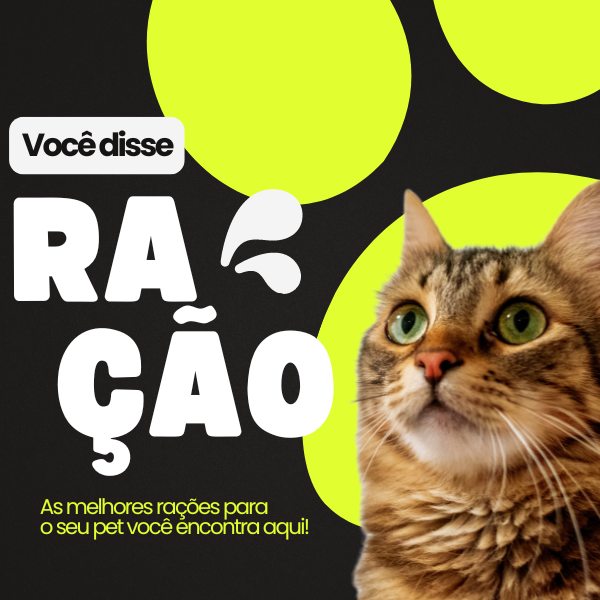 Você disse
RA
ÇÃO
As melhores rações para
o seu pet você encontra aqui!